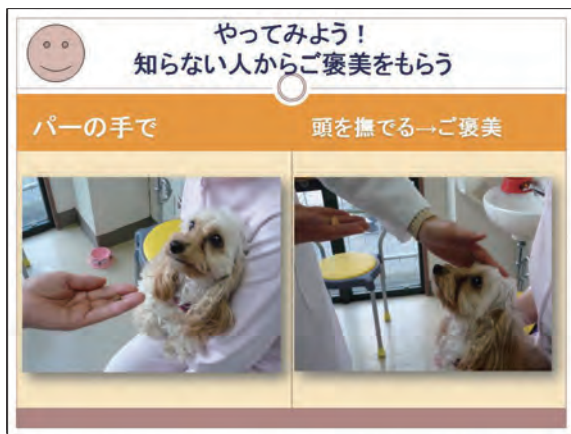 やってみよう！
知らない人からご褒美をもらう
パーの手で
頭を撫でる→ご褒美